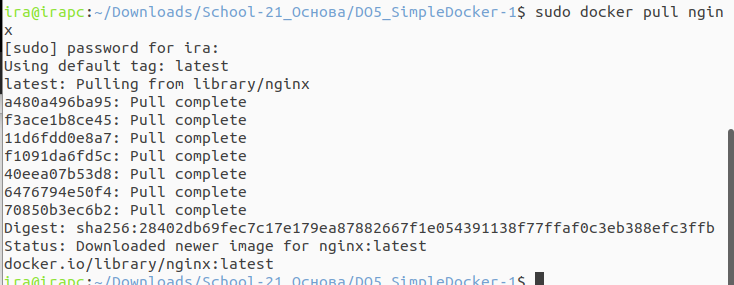 ira@irapc:~/Downloads/School-21_Основа/DO5_SimpleDocker-1$ sudo docker pull ngin
x
[sudo] password for ira:
Using default tag: latest
latest: Pulling from library/nginx
a480a496ba95: Pull complete
f3ace1b8ce45: Pull complete
11d6fdd0e8a7: Pull complete
f1091da6fd5c: Pull complete
40eea07b53d8: Pull complete
6476794e50f4: Pull complete
70850b3ec6b2: Pull complete
Digest: sha256:28402db69fec7c17e179ea87882667f1e054391138f77ffaf0c3eb388efc3ffb
Status: Downloaded newer image for nginx:latest
docker.io/library/nginx:latest
ira@irapc:~/Downloads/School-21_Основа/DO5_SimpleDocker-1$